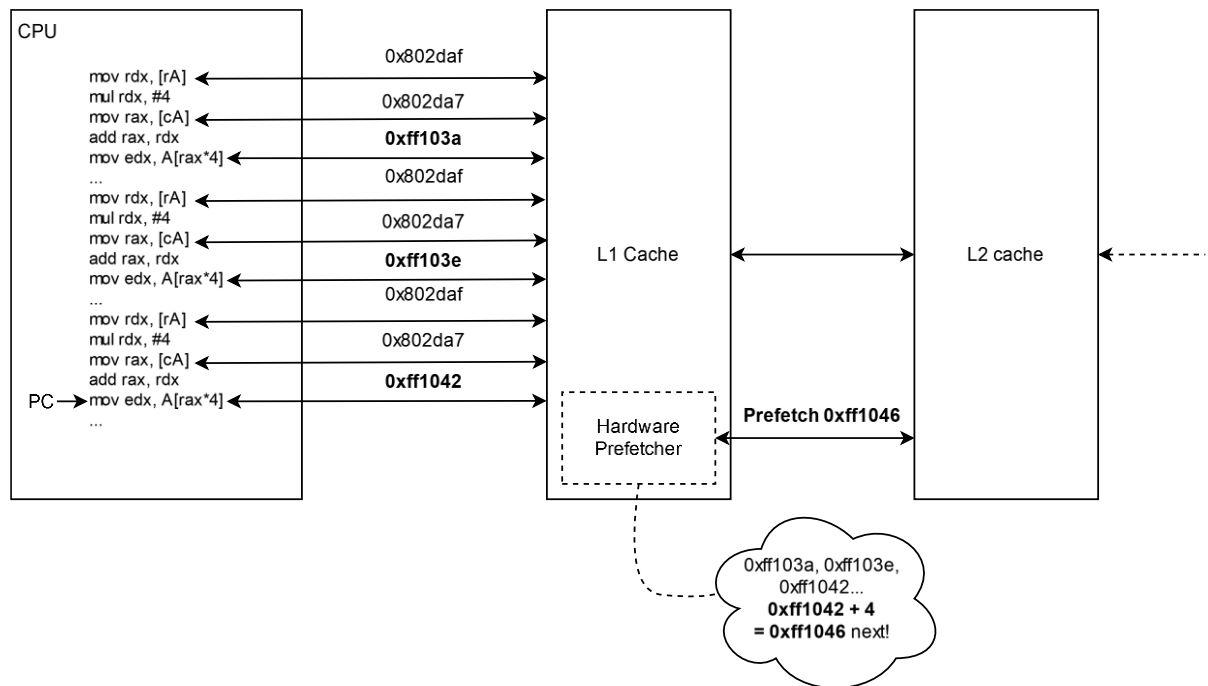 CPU
0x802daf
mov rdx, [rA]
mul rdx, #4
0x802da7
mov rax, [cA]
add rax, rdx
0xff103a
mov edx, A[rax*4]
...
0x802daf
mov rdx, [rA]
mul rdx, #4
0x802da7
mov rax, [cA]
add rax, rdx
0xff103e
mov edx, A[rax*4]
...
0x802daf
mov rdx, [rA]
mul rdx, #4
0x802da7
mov rax, [cA]
add rax, rdx
0xff1042
PC
mov edx, A[rax*4]
...
L1 Cache
L2 cache
Hardware
Prefetcher
Prefetch 0xff1046
0xff103a, 0xff103e,
0xff1042...
0xff1042 + 4
= 0xff1046 next!